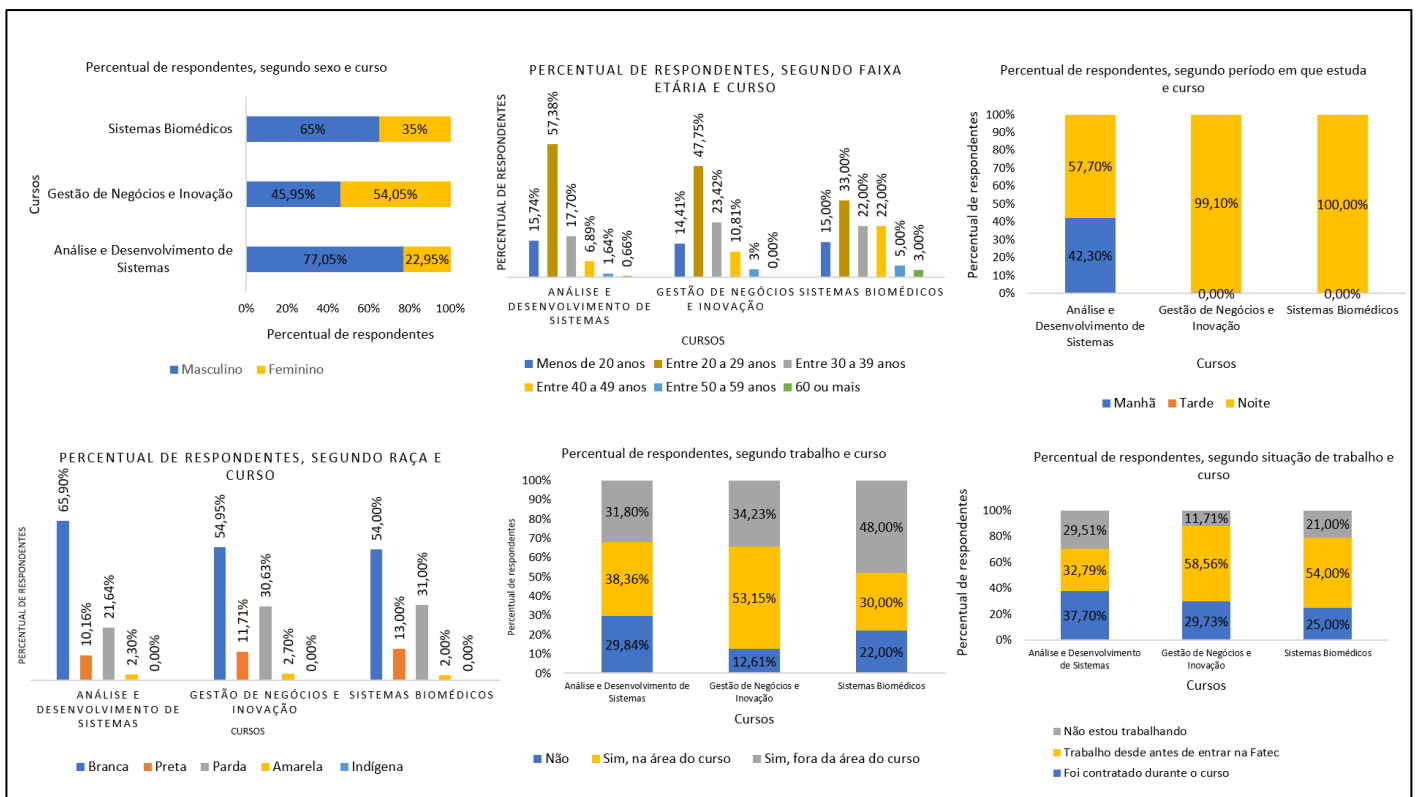 Percentual de respondentes, segundo sexo e curso
Cursos
Sistemas Biomédicos
65%
35%
Gestão de Negócios e Inovação
45,95%
54,05%
Análise e Desenvolvimento de
Sistemas
77,05%
22,95%
0%
20%
40%
60%
80%
100%
Percentual de respondentes
Masculino
Feminino
PERCENTUAL DE RESPONDENTES, SEGUNDO FAIXA
ETÁRIA E CURSO
PERCENTUAL DE RESPONDENTES
15,74%
57,38%
17,70%
6,89%
1,64%
0,66%
14,41%
47,75%
23,42%
10,81%
3%
0,00%
15,00%
33,00%
22,00%
22,00%
5,00%
3,00%
ANÁLISE E
DESENVOLVIMENTO DE
SISTEMAS
GESTÃO DE NEGÓCIOS
E INOVAÇÃO
SISTEMAS BIOMÉDICOS
CURSOS
Menos de 20 anos
Entre 20 a 29 anos
Entre 30 a 39 anos
Entre 40 a 49 anos
Entre 50 a 59 anos
60 ou mais
Percentual de respondentes, segundo período em que estuda
e curso
Percentual de respondentes
100%
90%
80%
70%
60%
50%
40%
30%
20%
10%
0%
57,70%
42,30%
99,10%
0,00%
100,00%
0,00%
Análise e
Desenvolvimento de
Sistemas
Gestão de Negócios e
Inovação
Sistemas Biomédicos
Cursos
Manhã
Tarde
Noite
PERCENTUAL DE RESPONDENTES, SEGUNDO RAÇA E
CURSO
PERCENTUAL DE RESPONDENTES
65,90%
10,16%
21,64%
2,30%
0,00%
54,95%
11,71%
30,63%
2,70%
0,00%
54,00%
13,00%
31,00%
2,00%
0,00%
ANÁLISE E
DESENVOLVIMENTO DE
SISTEMAS
GESTÃO DE NEGÓCIOS E
INOVAÇÃO
SISTEMAS BIOMÉDICOS
CURSOS
Branca
Preta
Parda
Amarela
Indígena
Percentual de respondentes, segundo trabalho e curso
Percentual de respondentes
100%
90%
80%
70%
60%
50%
40%
30%
20%
10%
0%
31,80%
38,36%
29,84%
34,23%
53,15%
12,61%
48,00%
30,00%
22,00%
Análise e Desenvolvimento de
Sistemas
Gestão de Negócios e
Inovação
Sistemas Biomédicos
Cursos
Não
Sim, na área do curso
Sim, fora da área do curso
Percentual de respondentes, segundo situação de trabalho e
curso
Percentual de respondentes
100%
80%
60%
40%
20%
0%
29,51%
32,79%
37,70%
11,71%
58,56%
29,73%
21,00%
54,00%
25,00%
Análise e Desenvolvimento
de Sistemas
Gestão de Negócios e
Inovação
Sistemas Biomédicos
Cursos
Não estou trabalhando
Trabalho desde antes de entrar na Fatec
Foi contratado durante o curso